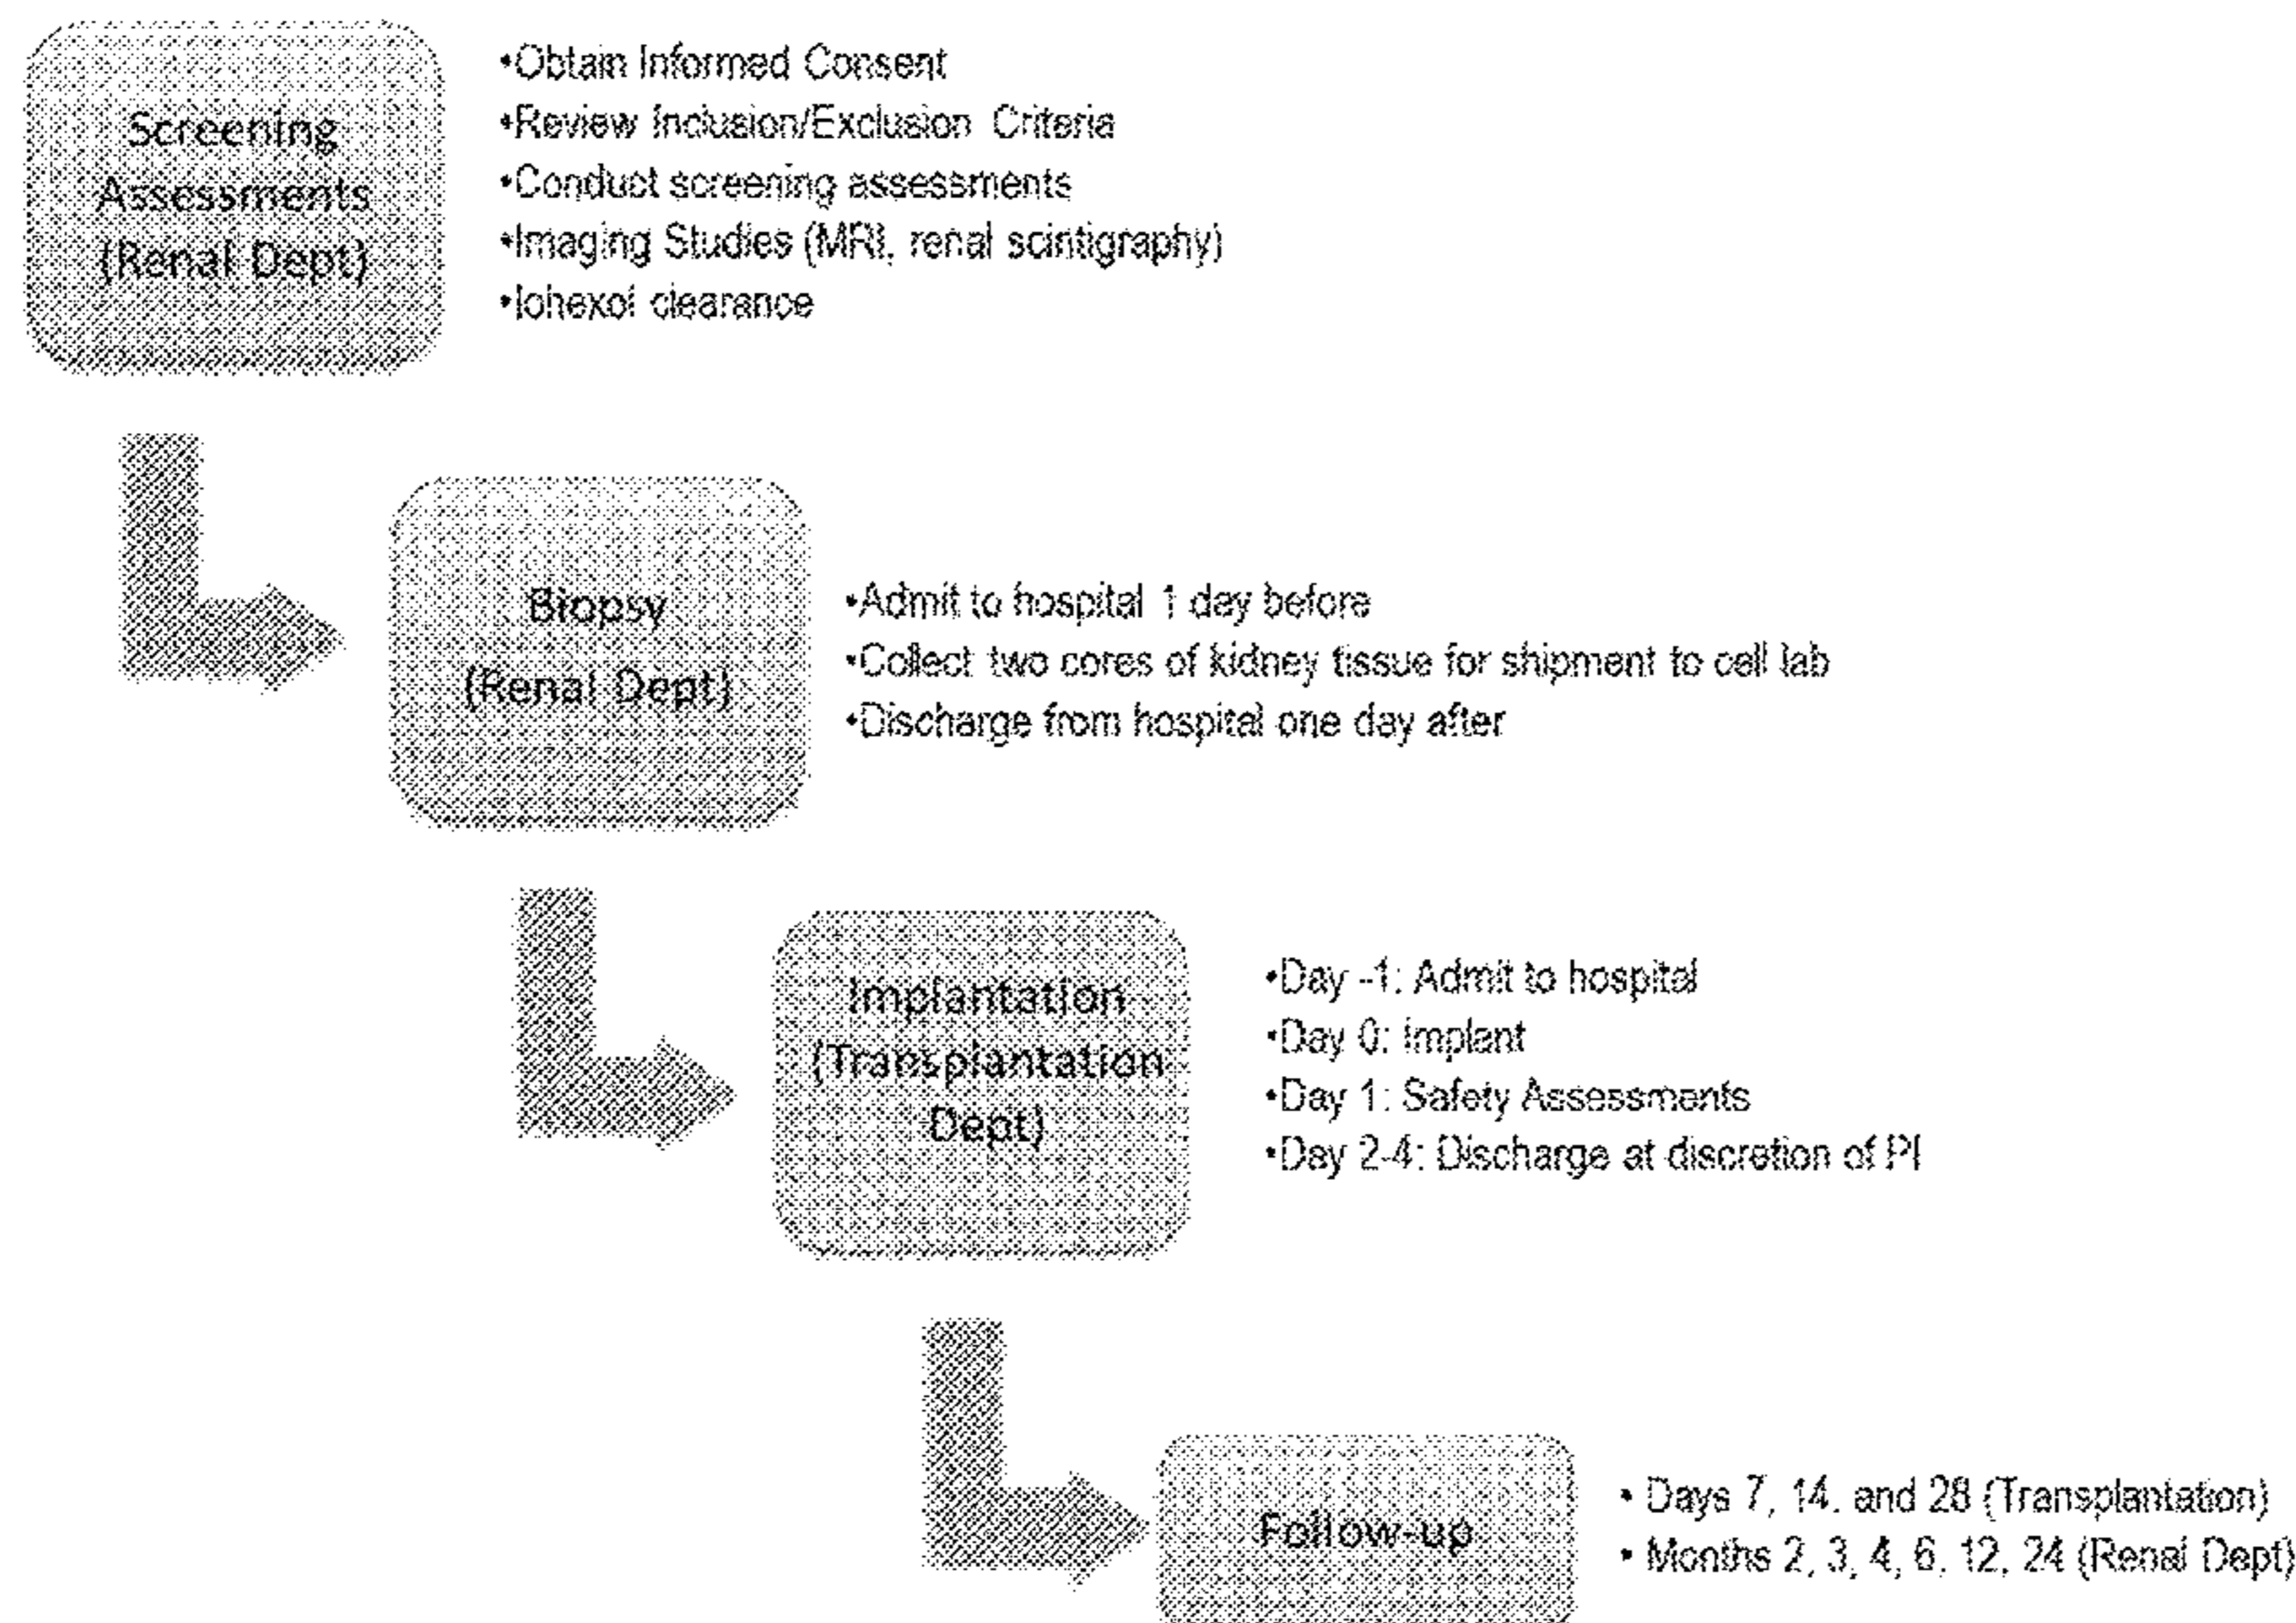 Screening
Assessments
(Renal Dept)
•Obtain Informed Consent
•Review Inclusion/Exclusion Criteria
•Conduct screening assessments
•Imaging Studies (MRI, renal scintigraphy)
•Iohexol clearance
Biopsy
(Renal Dept)
•Admit to hospital 1 day before
•Collect two cores of kidney tissue for shipment to cell lab
•Discharge from hospital one day after
Implantation
(Transplantation
Dept)
•Day -1: Admit to hospital
•Day 0: Implant
•Day 1: Safety Assessments
•Day 2-4: Discharge at discretion of PI
Follow-up
• Days 7, 14, and 28 (Transplantation)
• Months 2, 3, 4, 6, 12, 24 (Renal Dept)